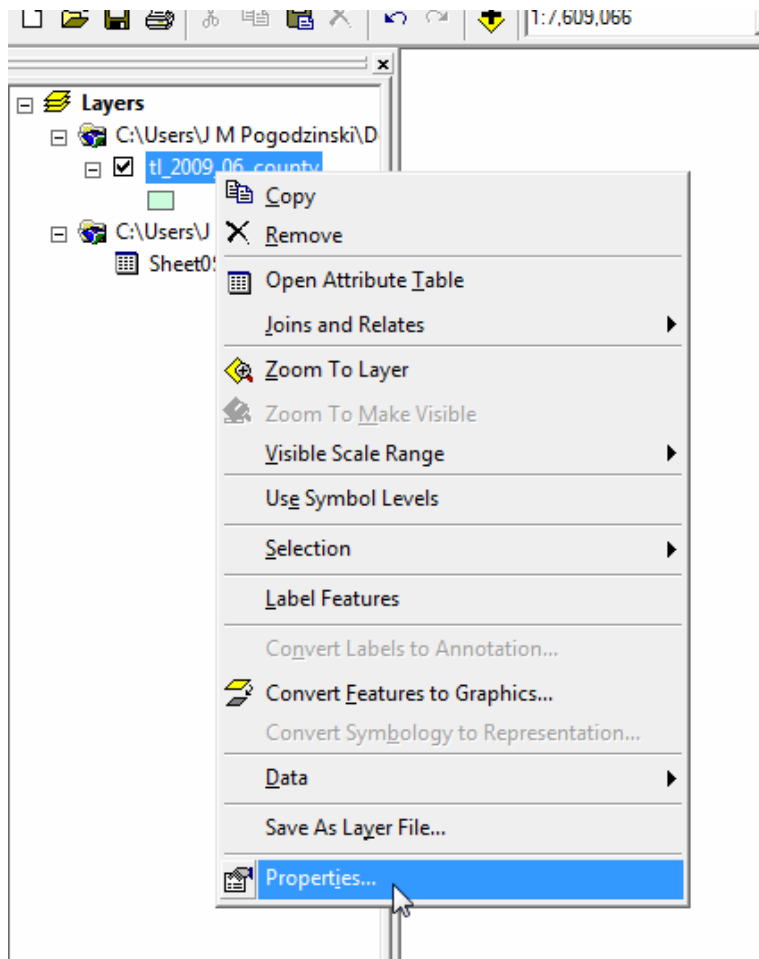 1:7,609,066
Layers
C:\Users\J M Pogodzinski\D
tl_2009_06_county
C:\Users\J
Sheet0
Copy
Remove
Open Attribute Table
Joins and Relates
Zoom To Layer
Zoom To Make Visible
Visible Scale Range
Use Symbol Levels
Selection
Label Features
Convert Labels to Annotation...
Convert Features to Graphics...
Convert Symbology to Representation...
Data
Save As Layer File...
Properties...